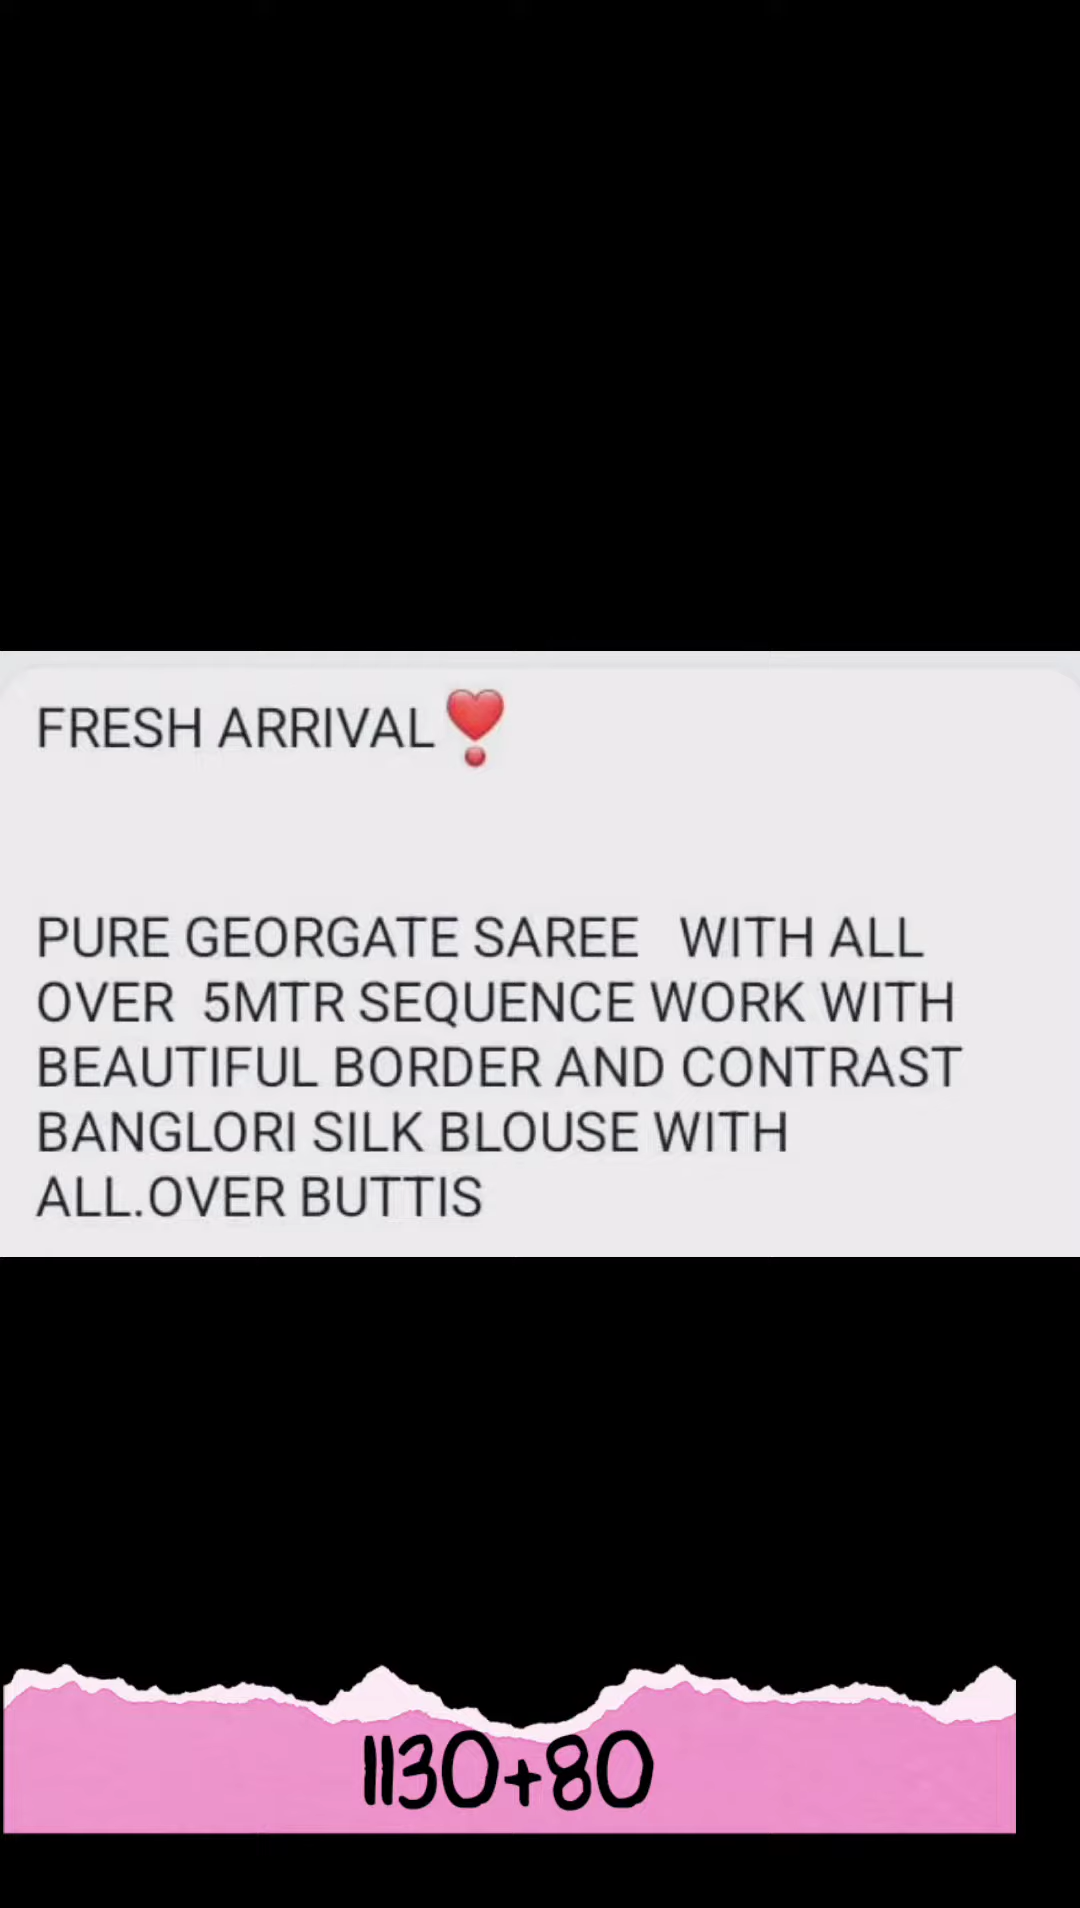 FRESH ARRIVAL❣️
PURE GEORGATE SAREE WITH ALL
OVER 5MTR SEQUENCE WORK WITH
BEAUTIFUL BORDER AND CONTRAST
BANGLORI SILK BLOUSE WITH
ALL.OVER BUTTIS
1130+80